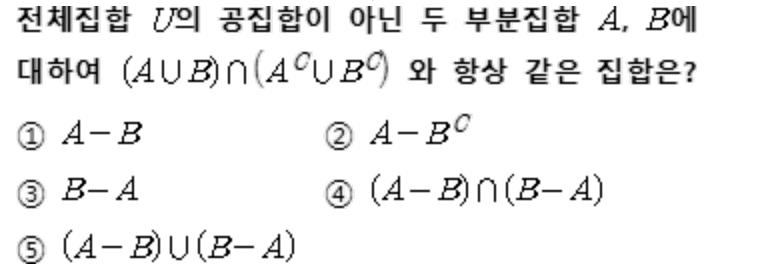 전체집합 U의 공집합이 아닌 두 부분집합 A, B에
대하여 (A∪B)∩(A^C∪B^C) 와 항상 같은 집합은?
① A−B ② A−B^C
③ B−A ④ (A−B)∩(B−A)
⑤ (A−B)∪(B−A)